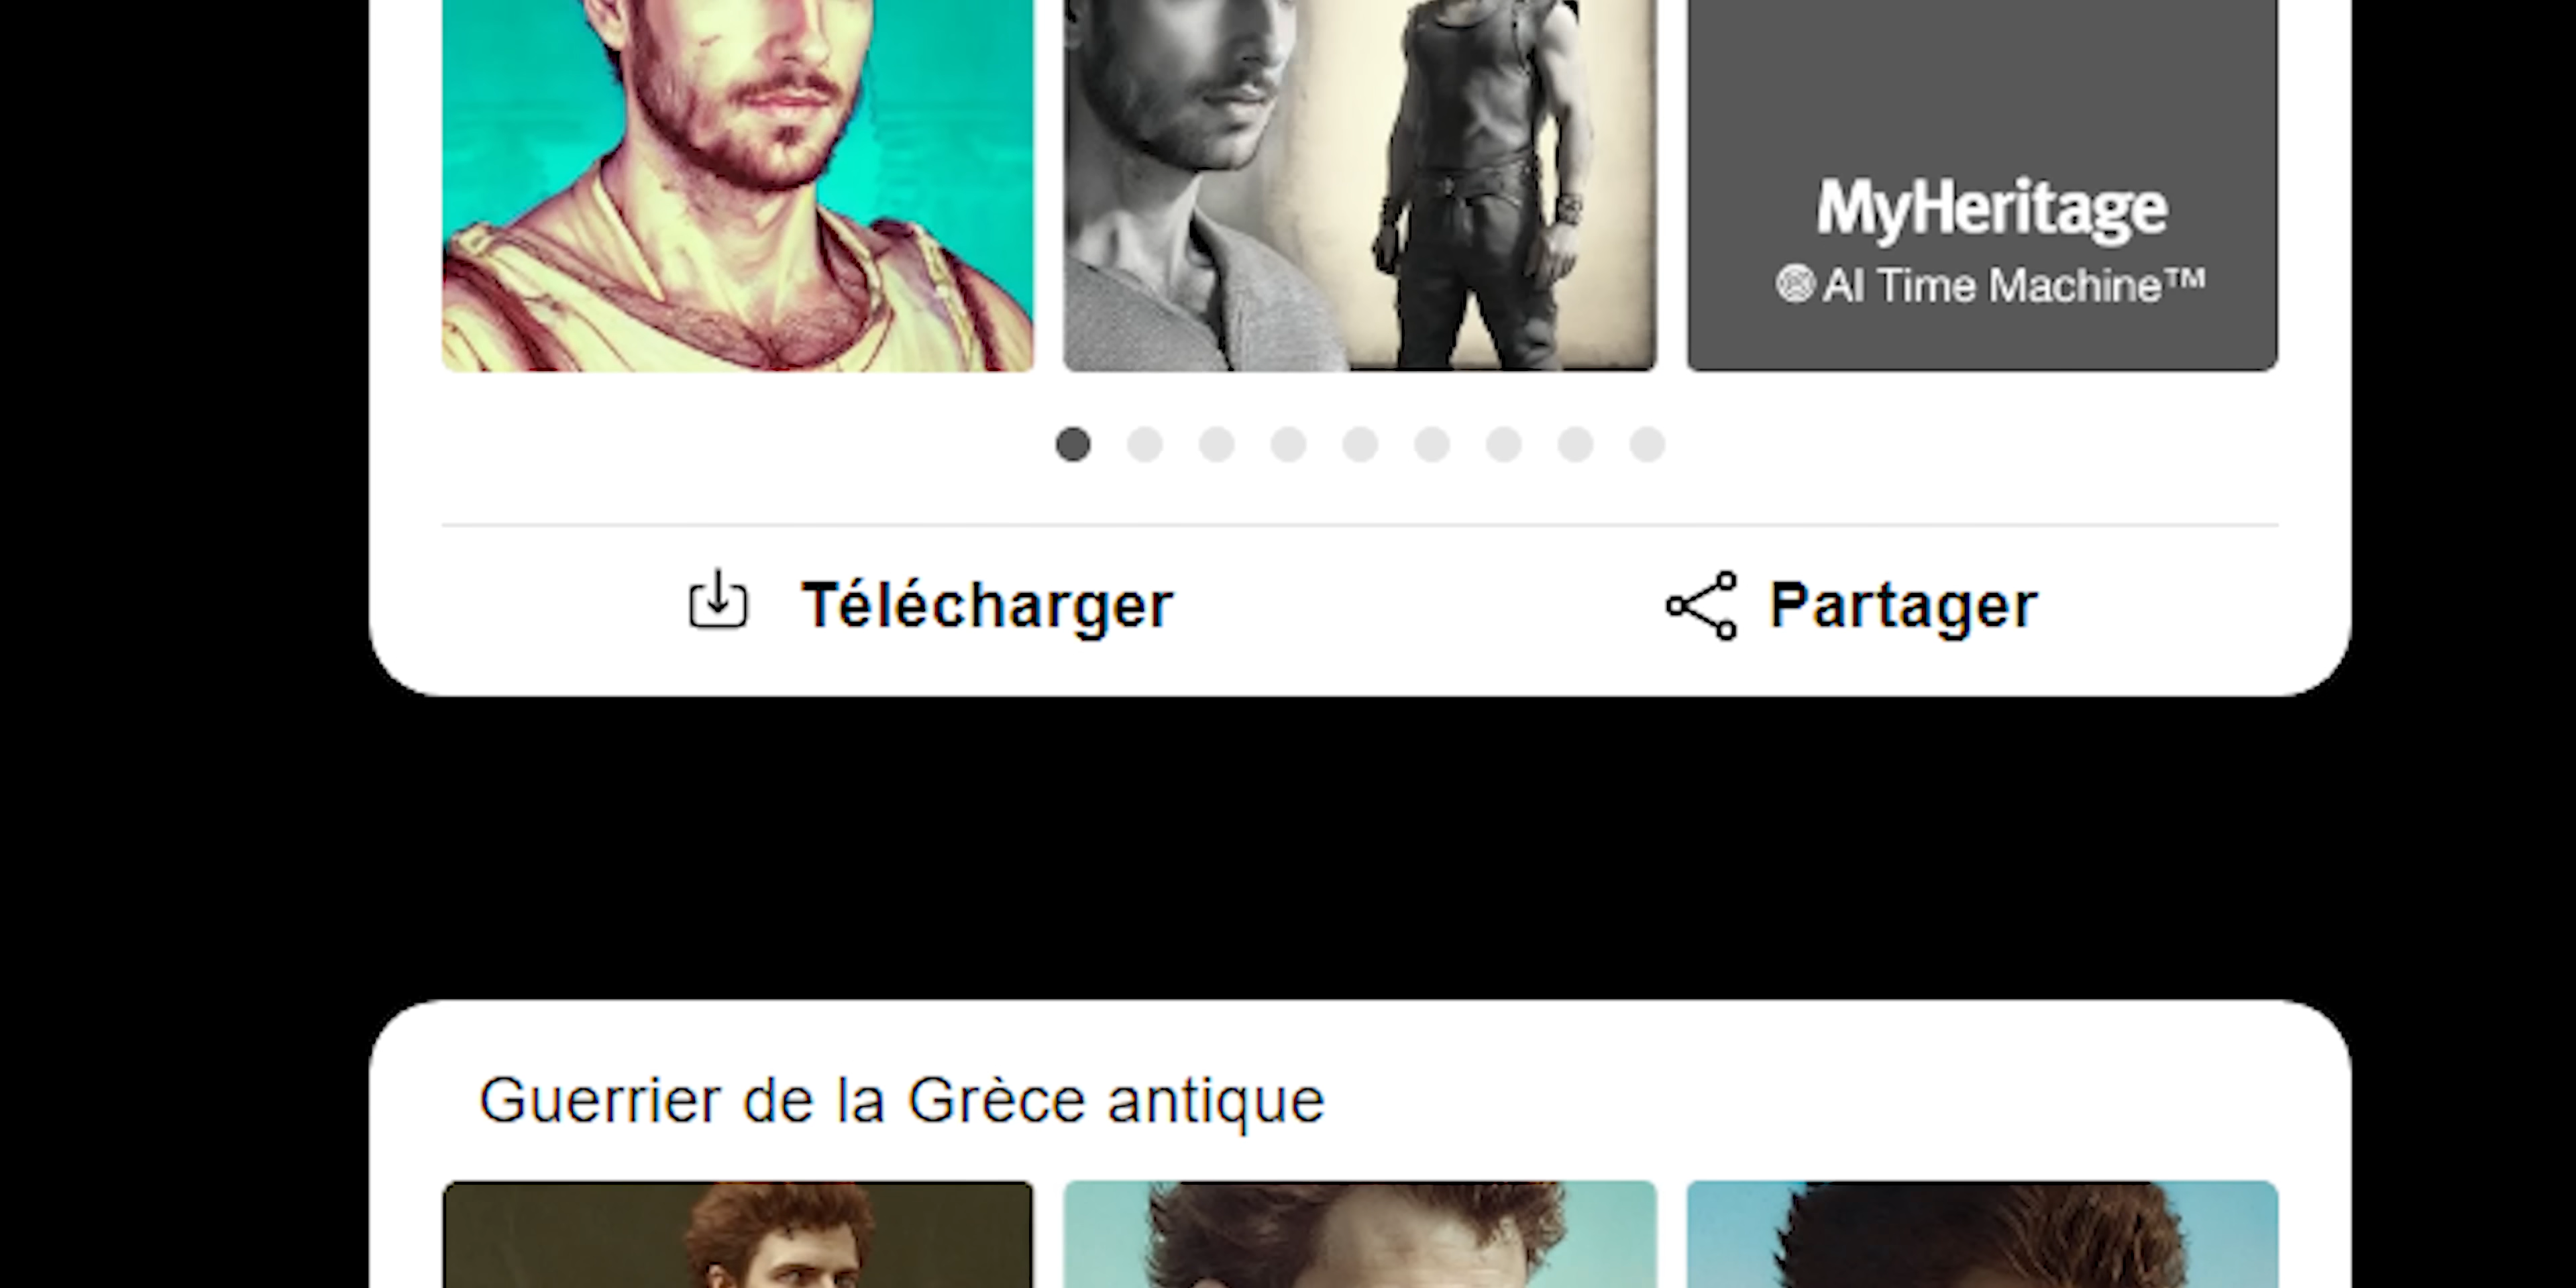 MyHeritage
AI Time Machine™
Télécharger
Partager
Guerrier de la Grèce antique